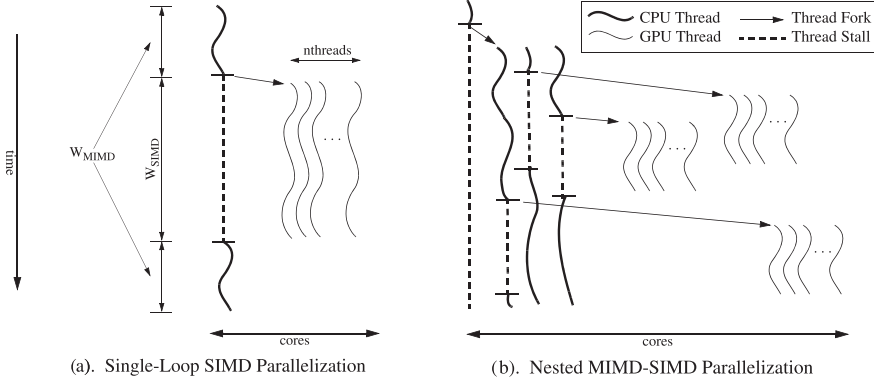 CPU Thread
Thread Fork
GPU Thread
Thread Stall
nthreads
. . .
W_MIMD
W_SIMD
time
. . .
. . .
. . .
cores
cores
(a). Single-Loop SIMD Parallelization
(b). Nested MIMD-SIMD Parallelization